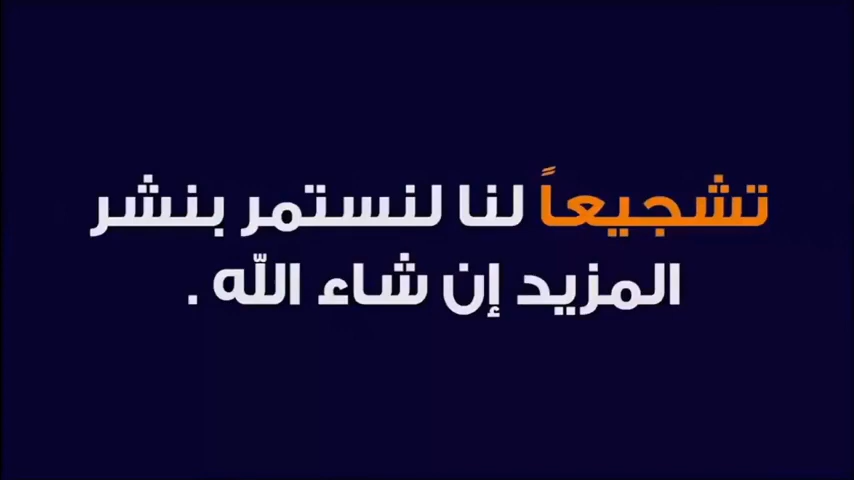 تشجيعاً لنا لنستمر بنشر
المزيد إن شاء الله .